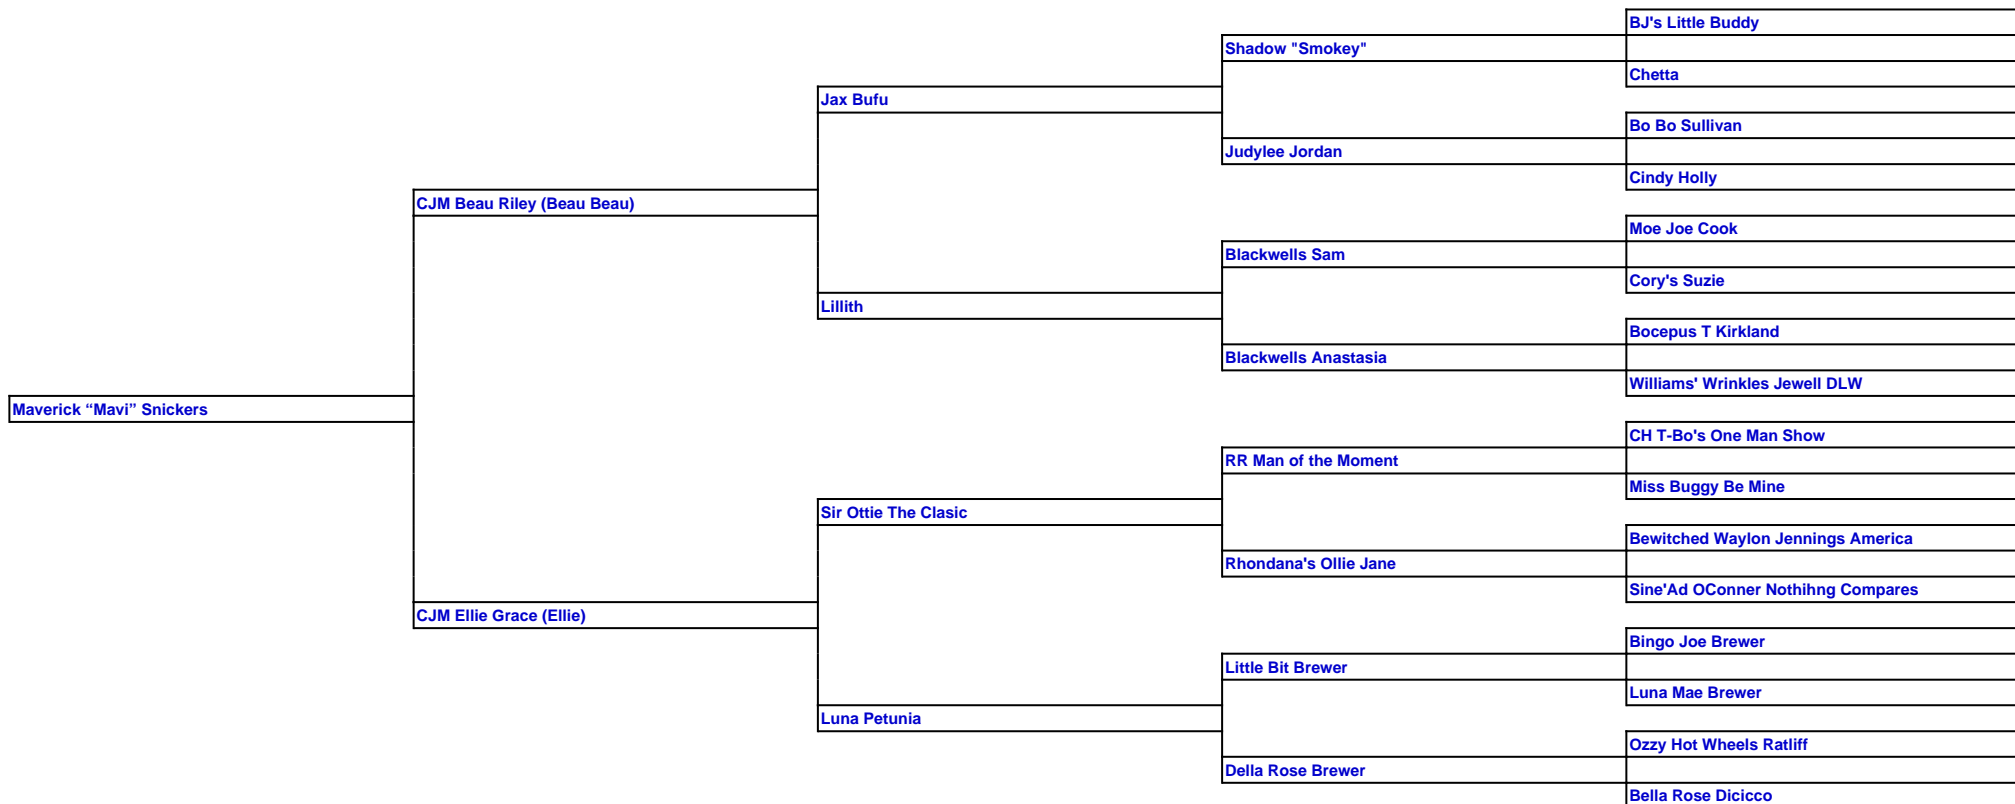 BJ's Little Buddy
Shadow "Smokey"
Chetta
Jax Bufu
Bo Bo Sullivan
Judylee Jordan
Cindy Holly
CJM Beau Riley (Beau Beau)
Moe Joe Cook
Blackwells Sam
Cory's Suzie
Lillith
Bocepus T Kirkland
Blackwells Anastasia
Williams' Wrinkles Jewell DLW
Maverick “Mavi” Snickers
CH T-Bo's One Man Show
RR Man of the Moment
Miss Buggy Be Mine
Sir Ottie The Clasic
Bewitched Waylon Jennings America
Rhondana's Ollie Jane
Sine'Ad OConner Nothihng Compares
CJM Ellie Grace (Ellie)
Bingo Joe Brewer
Little Bit Brewer
Luna Mae Brewer
Luna Petunia
Ozzy Hot Wheels Ratliff
Della Rose Brewer
Bella Rose Dicicco